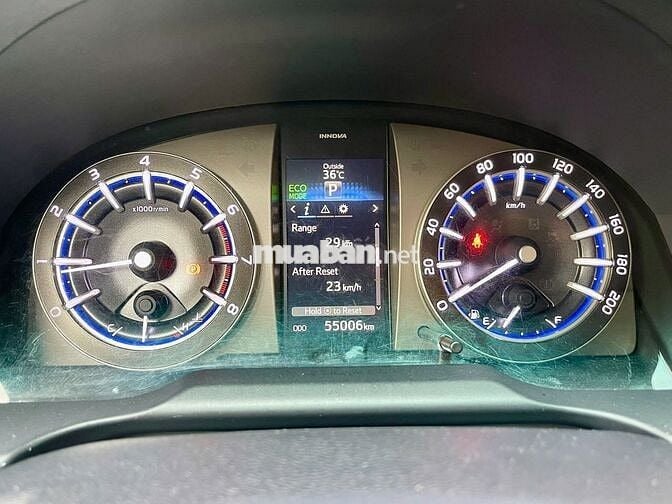 INNOVA
Outside
36°C
P
ECO
MODE
Range
29 km
muaban.net
After Reset
23 km/h
Hold to Reset
ODO 55006 km
0 1 2 3 4 5 6 7 8
x1000r/min
C
0 20 40 60 80 100 120 140 160 180 200
km/h
E F